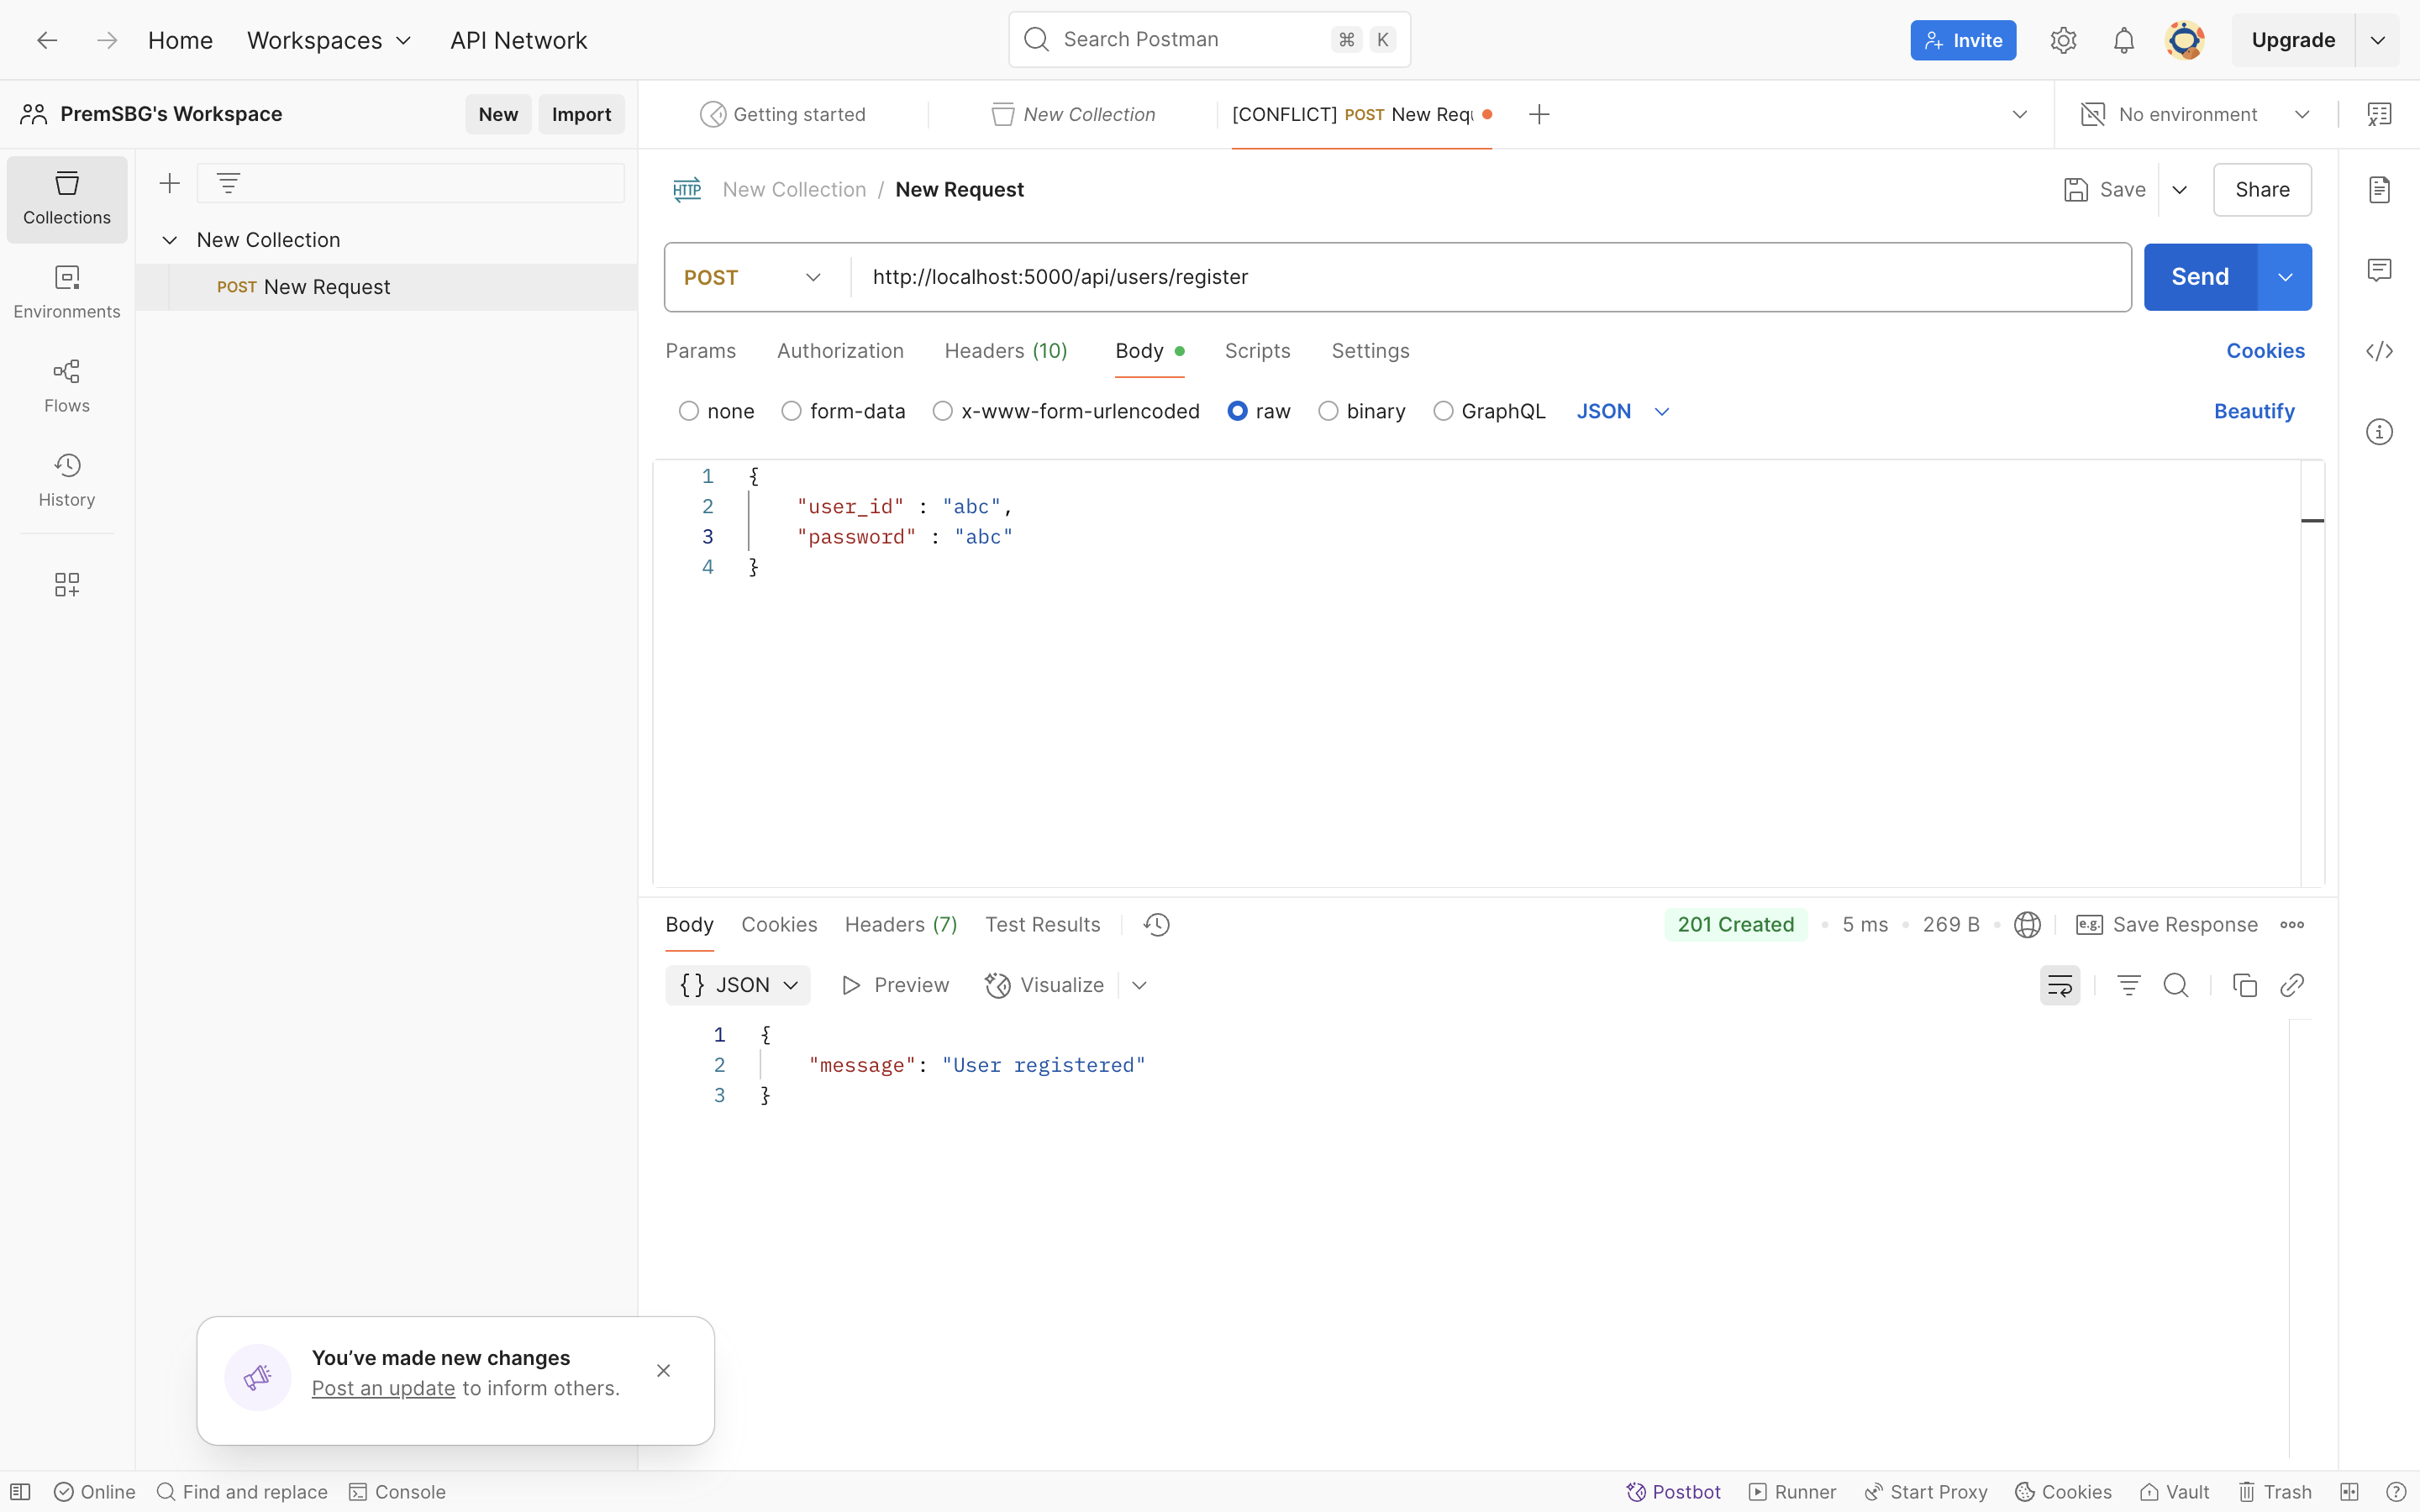 Home Workspaces API Network Search Postman ⌘ K Invite Upgrade
PremSBG's Workspace New Import Getting started New Collection [CONFLICT] POST New Requ No environment
Collections
Environments
Flows
History
New Collection
POST New Request
HTTP New Collection / New Request Save Share
POST http://localhost:5000/api/users/register Send
Params Authorization Headers (10) Body Scripts Settings Cookies
none form-data x-www-form-urlencoded raw binary GraphQL JSON Beautify
1 {
2 "user_id" : "abc",
3 "password" : "abc"
4 }
Body Cookies Headers (7) Test Results 201 Created • 5 ms • 269 B • e.g. Save Response
{} JSON Preview Visualize
1 {
2 "message": "User registered"
3 }
You’ve made new changes
Post an update to inform others.
Online Find and replace Console Postbot Runner Start Proxy Cookies Vault Trash